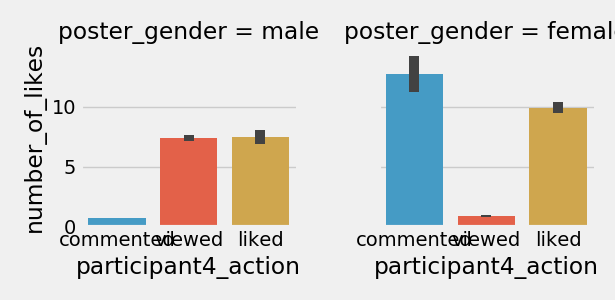 poster_gender = male
poster_gender = femal
number_of_likes
10
5
0
commented viewed liked
commented viewed liked
participant4_action
participant4_action